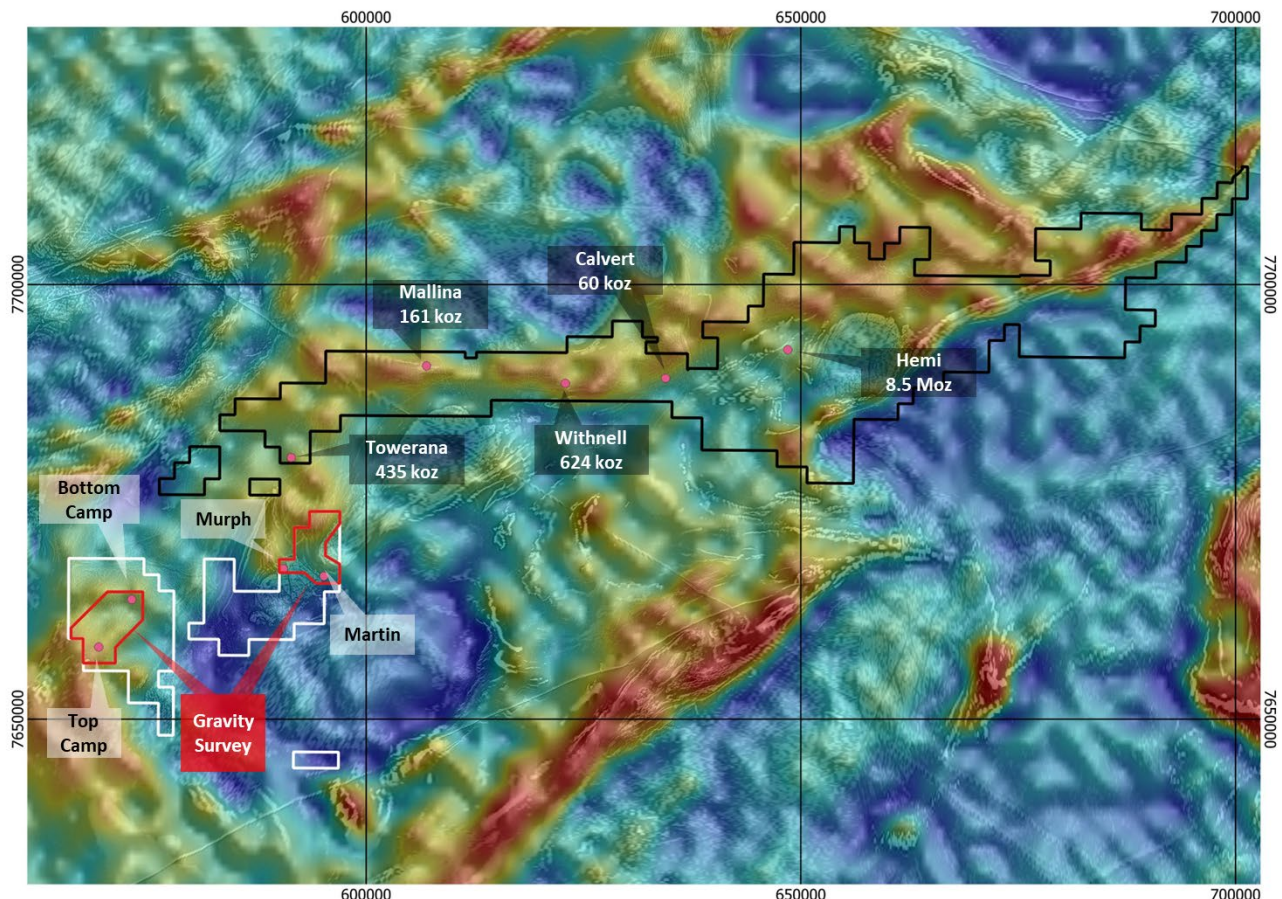 600000
650000
700000
7700000
7700000
Calvert
60 koz
Mallina
161 koz
Hemi
8.5 Moz
Towerana
435 koz
Withnell
624 koz
Bottom
Camp
Murph
Martin
Top
Camp
Gravity
Survey
7650000
7650000
600000
650000
700000